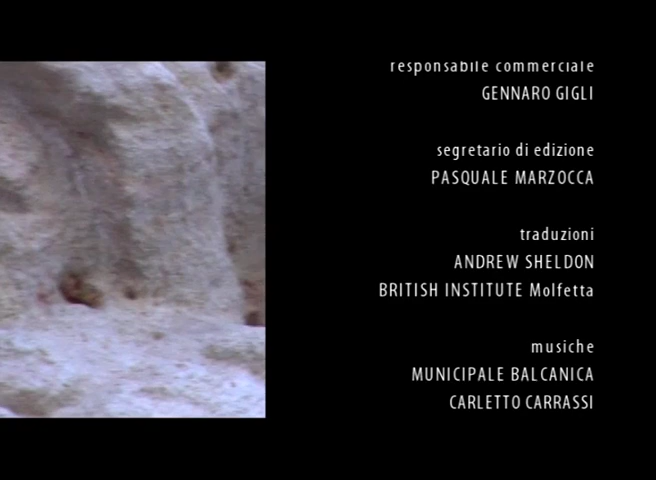 responsabile commerciale
GENNARO GIGLI
segretario di edizione
PASQUALE MARZOCCA
traduzioni
ANDREW SHELDON
BRITISH INSTITUTE Molfetta
musiche
MUNICIPALE BALCANICA
CARLETTO CARRASSI